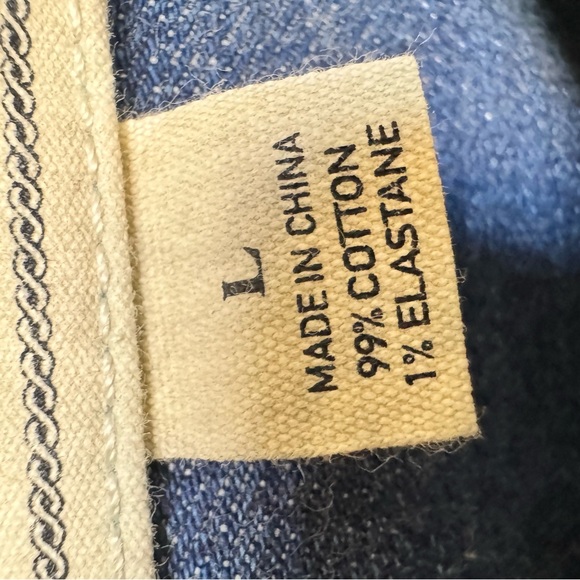 L
MADE IN CHINA
99% COTTON
1% ELASTANE